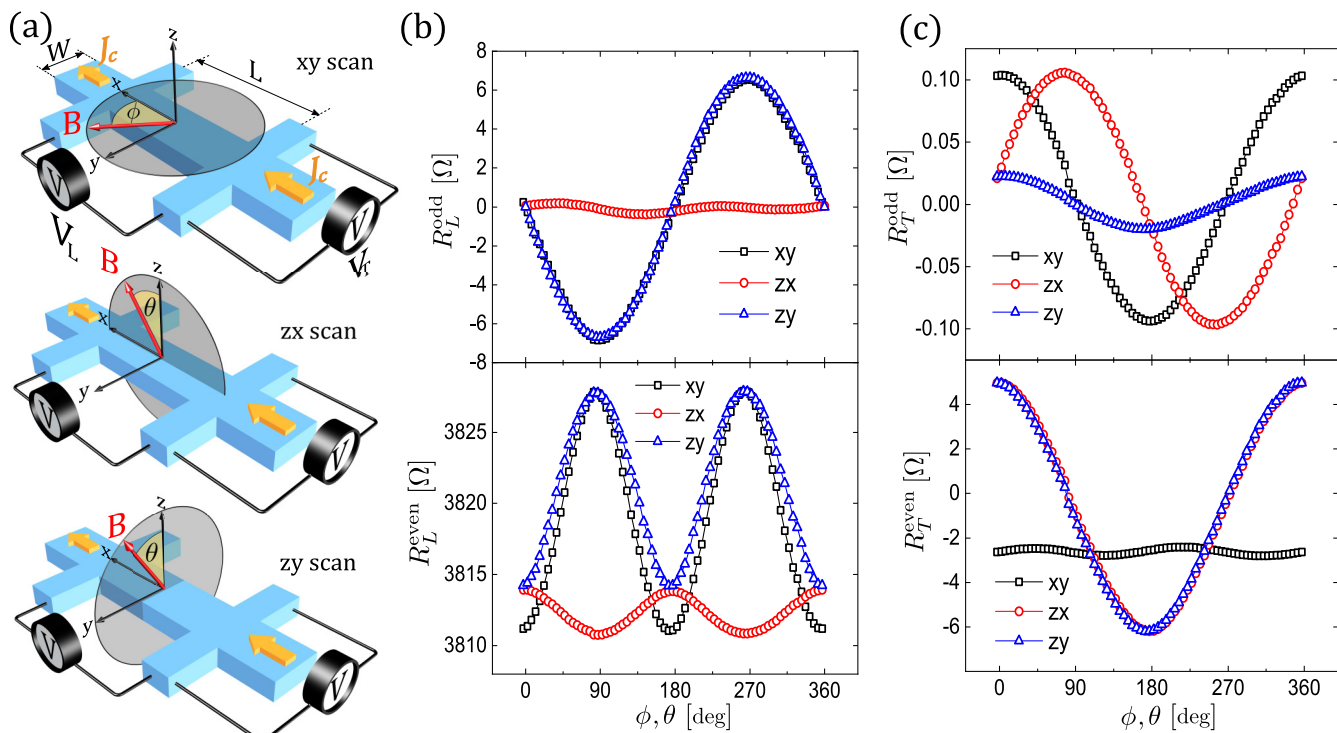 (a)
z
W
J_c
L
xy scan
x
ϕ
B
y
J_c
V
V
V_L
B
z
θ
zx scan
x
y
V
V
z
B
θ
zy scan
x
y
V
V
(b)
8
6
4
2
0
-2
-4
-6
-8
R_L^odd [Ω]
xy
zx
zy
3825
3820
3815
3810
R_L^even [Ω]
xy
zx
zy
0 90 180 270 360
ϕ, θ [deg]
(c)
0.10
0.05
0.00
-0.05
-0.10
R_T^odd [Ω]
xy
zx
zy
4
2
0
-2
-4
-6
R_T^even [Ω]
xy
zx
zy
0 90 180 270 360
ϕ, θ [deg]